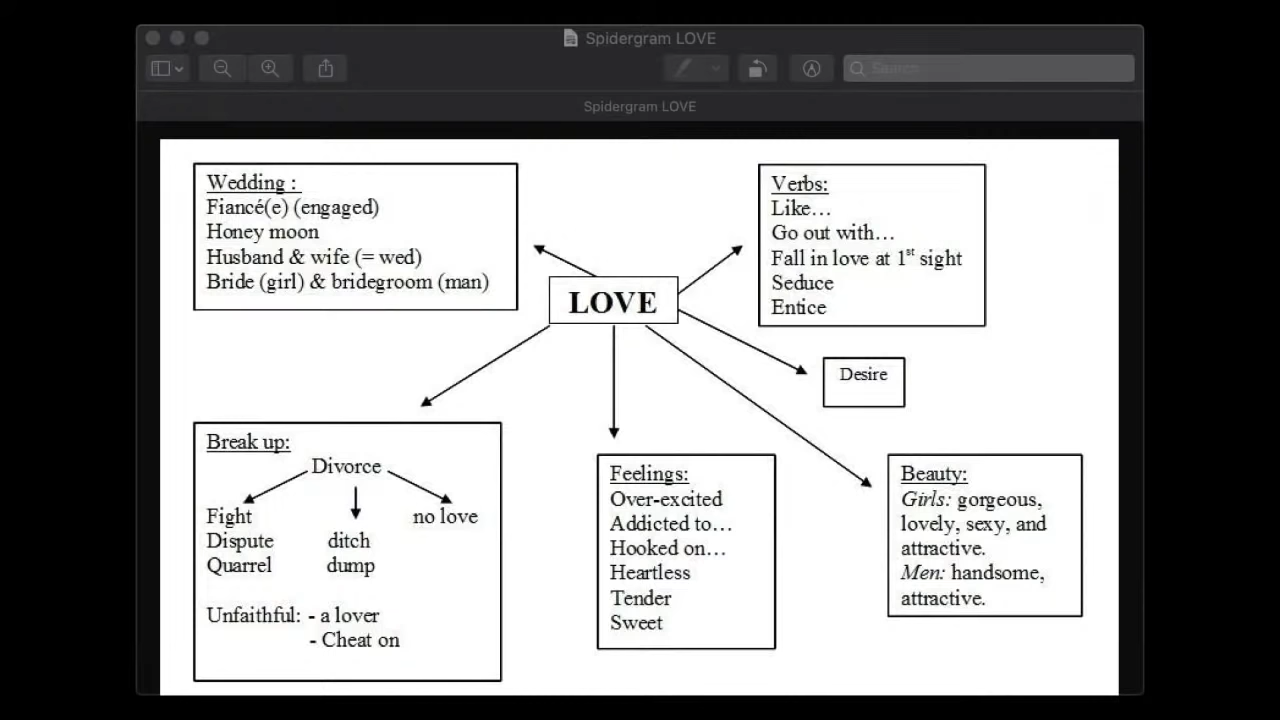 Spidergram LOVE
Search
Spidergram LOVE
Wedding :
Fiancé(e) (engaged)
Honey moon
Husband & wife (= wed)
Bride (girl) & bridegroom (man)
Verbs:
Like…
Go out with…
Fall in love at 1st sight
Seduce
Entice
LOVE
Desire
Break up:
Divorce
Fight
no love
Dispute
ditch
Quarrel
dump
Unfaithful: - a lover
- Cheat on
Feelings:
Over-excited
Addicted to…
Hooked on…
Heartless
Tender
Sweet
Beauty:
Girls: gorgeous,
lovely, sexy, and
attractive.
Men: handsome,
attractive.